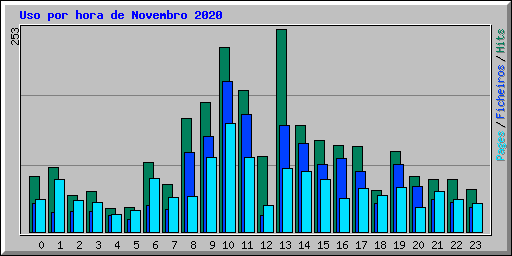 Uso por hora de Novembro 2020
253
Pages / Ficheiros / Hits
0 1 2 3 4 5 6 7 8 9 10 11 12 13 14 15 16 17 18 19 20 21 22 23